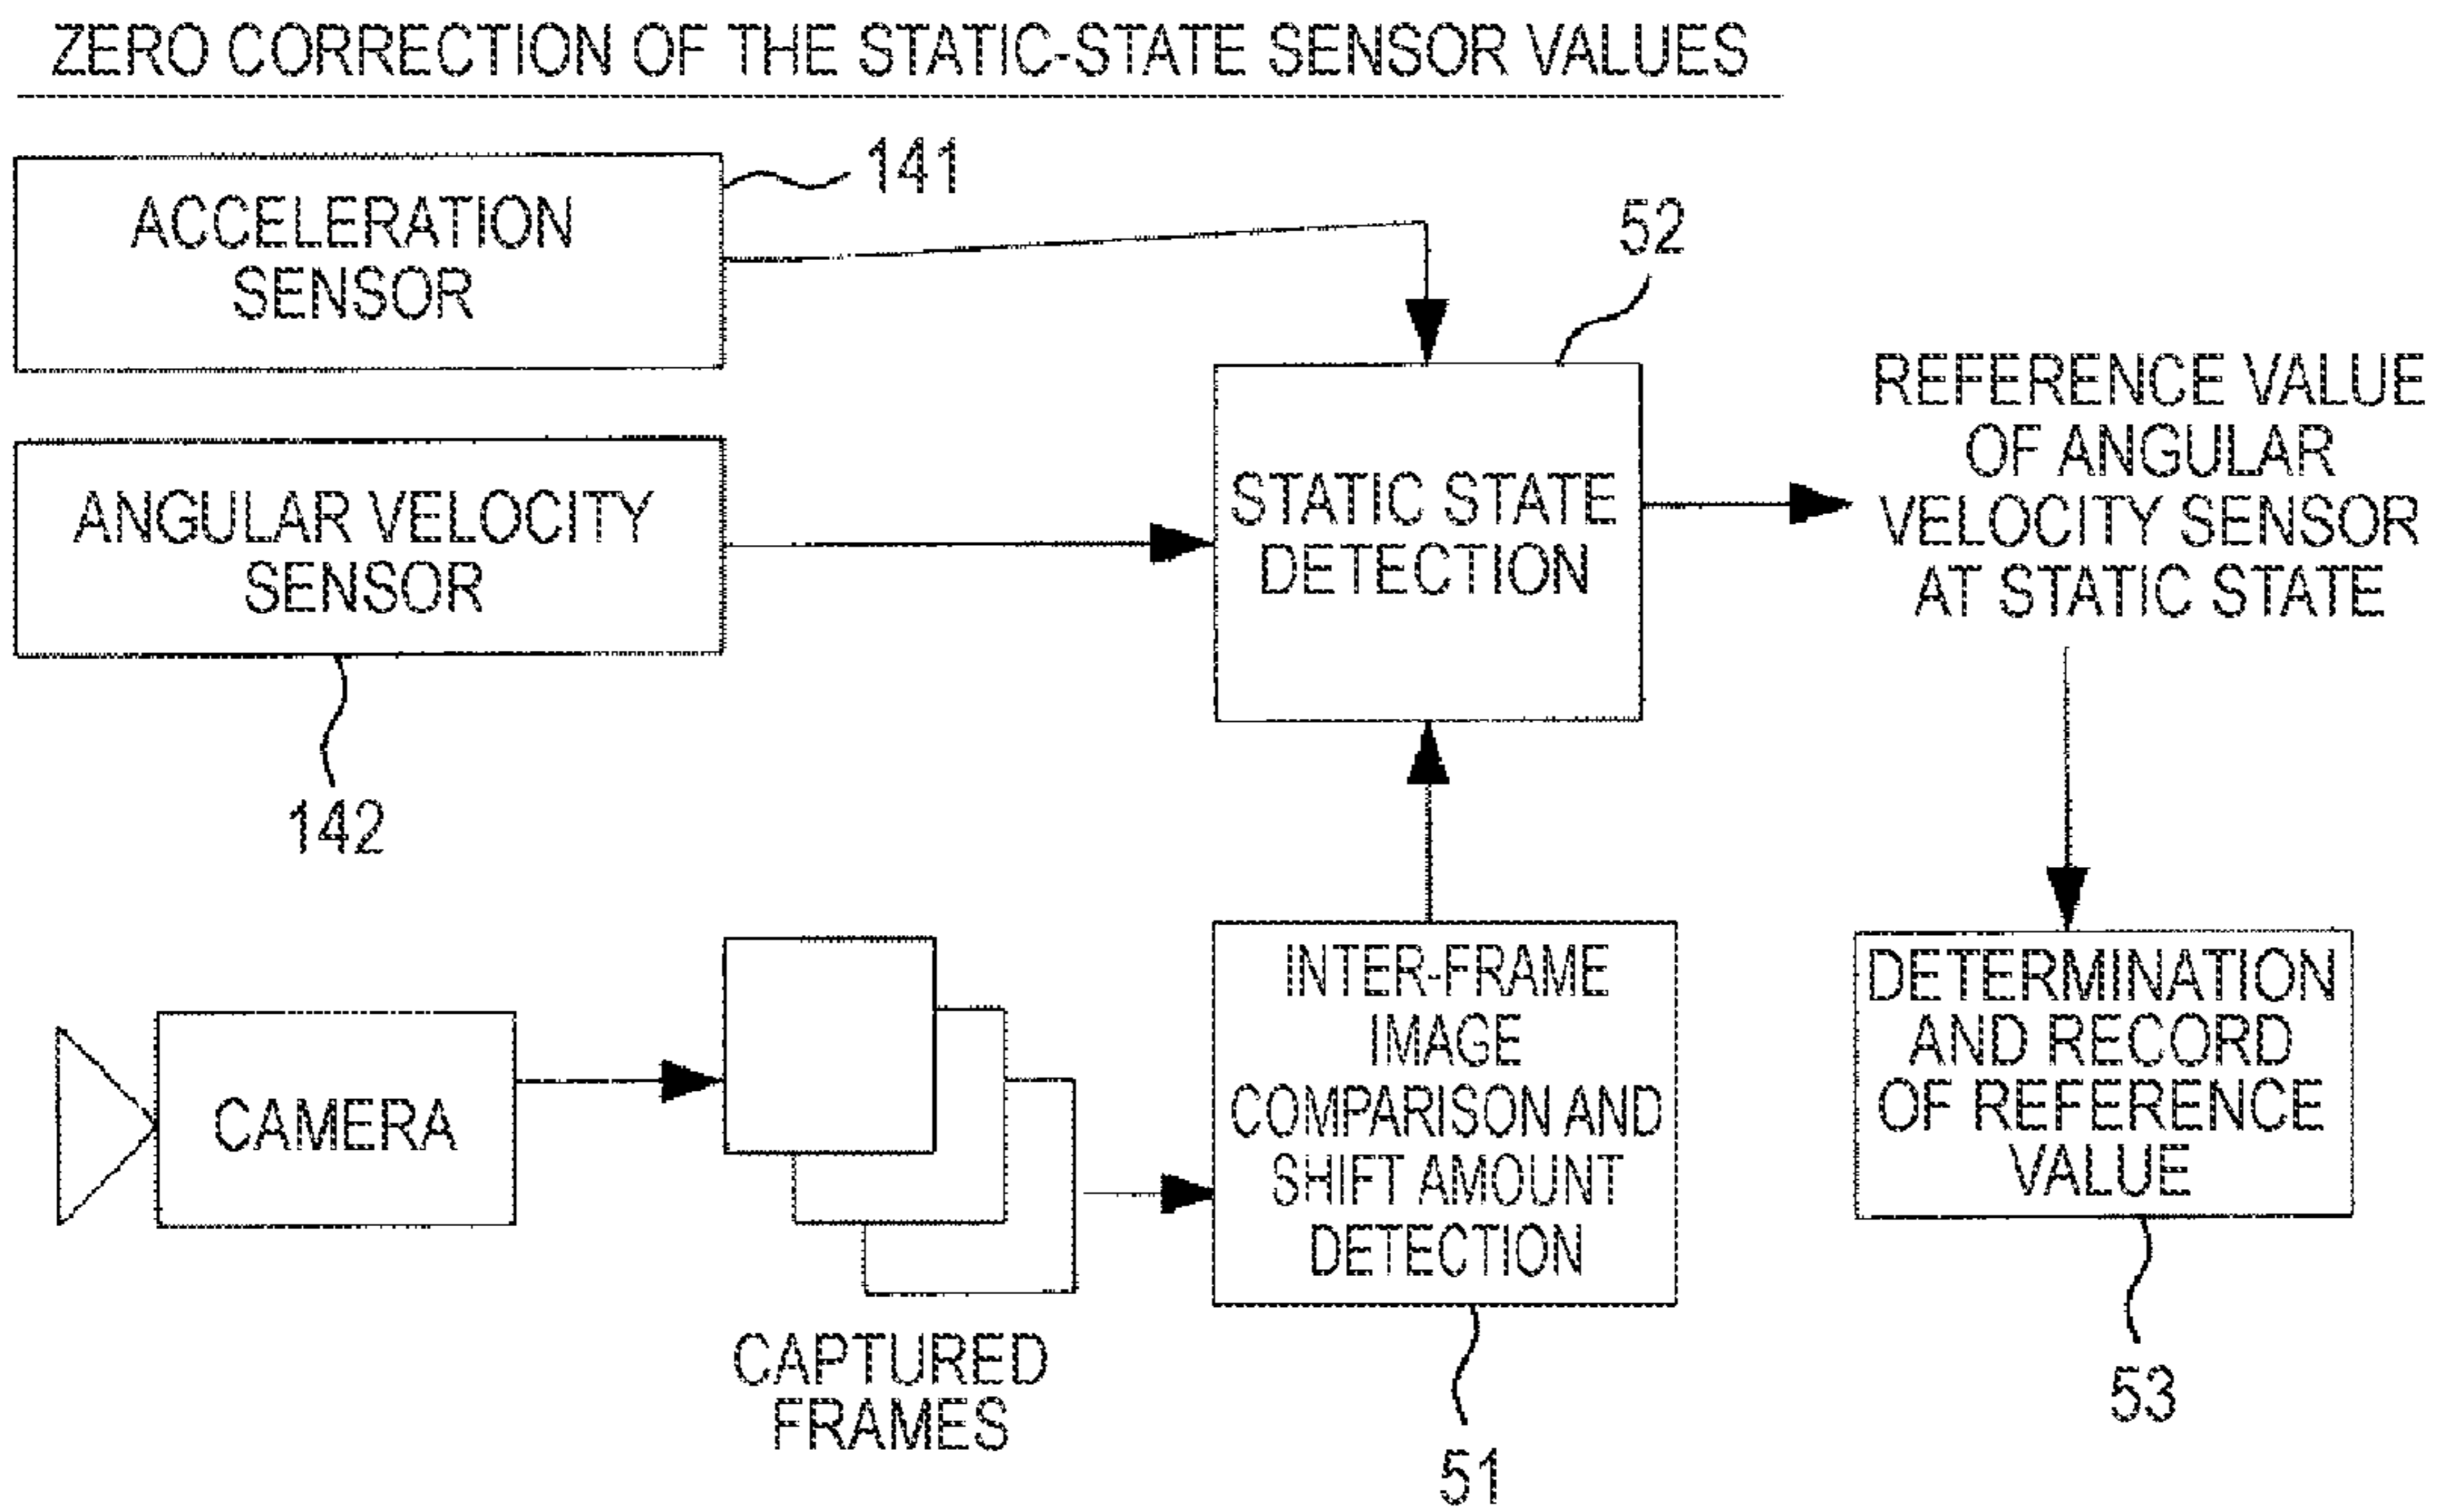 ZERO CORRECTION OF THE STATIC-STATE SENSOR VALUES
141
ACCELERATION
SENSOR
52
ANGULAR VELOCITY
SENSOR
142
STATIC STATE
DETECTION
REFERENCE VALUE
OF ANGULAR
VELOCITY SENSOR
AT STATIC STATE
CAMERA
CAPTURED
FRAMES
INTER-FRAME
IMAGE
COMPARISON AND
SHIFT AMOUNT
DETECTION
51
DETERMINATION
AND RECORD
OF REFERENCE
VALUE
53